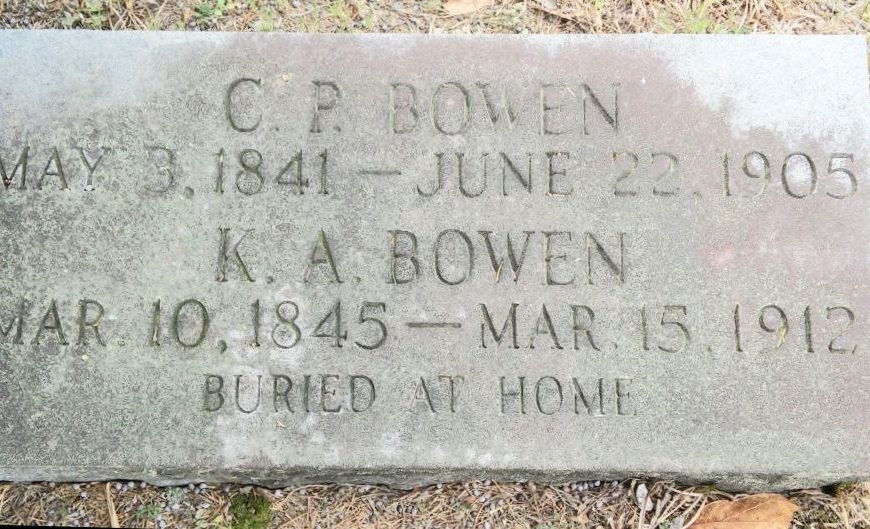 C. P. BOWEN
MAY 3, 1841 — JUNE 22, 1905
K. A. BOWEN
MAR. 10, 1845 — MAR. 15, 1912
BURIED AT HOME